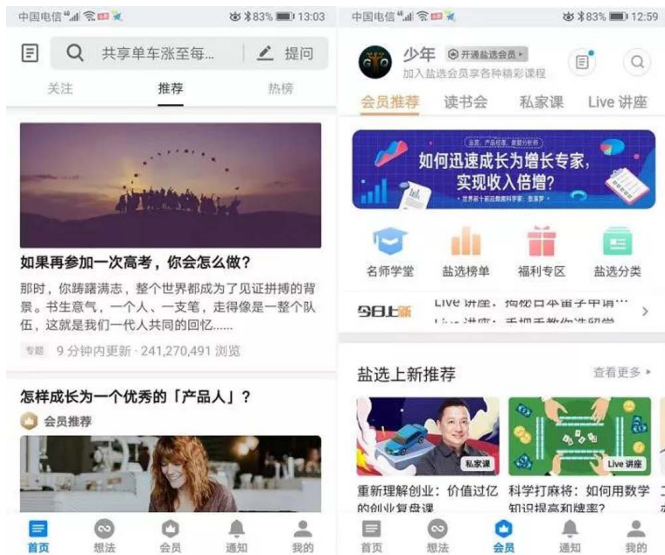 中国电信
83%
13:03
共享单车涨至每...
提问
关注
推荐
热榜
如果再参加一次高考，你会怎么做？
那时，你踌躇满志，整个世界都成为了见证拼搏的背
景。书生意气，一个人、一支笔，走得像是一整个队
伍，这就是我们一代人共同的回忆......
专题 9 分钟内更新 · 241,270,491 浏览
怎样成长为一个优秀的「产品人」？
会员推荐
首页
想法
会员
通知
我的
中国电信
83%
12:59
少年
开通盐选会员
加入盐选会员享各种精彩课程
会员推荐
读书会
私家课
Live 讲座
如何迅速成长为增长专家，
实现收入倍增？
名师学堂
盐选榜单
福利专区
盐选分类
今日上新
Live 讲座：揭秘日本留学申请...
盐选上新推荐
查看更多
私家课
Live 讲座
重新理解创业：价值过亿
的创业复盘课
科学打麻将：如何用数学
知识提高和牌率？
首页
想法
会员
通知
我的